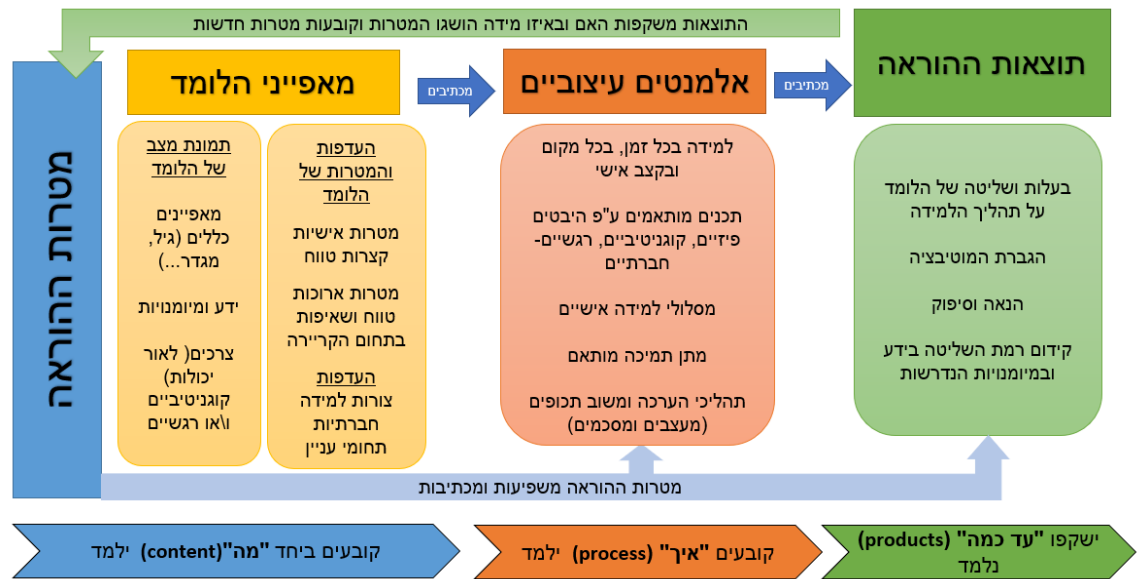 התוצאות משקפות האם ובאיזו מידה הושגו המטרות וקובעות מטרות חדשות
מטרות ההוראה
מאפייני הלומד
מכתיבים
אלמנטים עיצוביים
מכתיבים
תוצאות ההוראה
תמונת מצב
של הלומד
מאפיינים
כללים (גיל,
מגדר...)
ידע ומיומנויות
צרכים( לאור
יכולות)
קוגניטיביים
ו\או רגשיים
העדפות
והמטרות של
הלומד
מטרות אישיות
קצרות טווח
מטרות ארוכות
טווח ושאיפות
בתחום הקריירה
העדפות
צורות למידה
חברתיות
תחומי עניין
למידה בכל זמן, בכל מקום
ובקצב אישי
תכנים מותאמים ע"פ היבטים
פיזיים, קוגניטיביים, רגשיים-
חברתיים
מסלולי למידה אישיים
מתן תמיכה מותאם
תהליכי הערכה ומשוב תכופים
(מעצבים ומסכמים)
בעלות ושליטה של הלומד
על תהליך הלמידה
הגברת המוטיבציה
הנאה וסיפוק
קידום רמת השליטה בידע
ובמיומנויות הנדרשות
מטרות ההוראה משפיעות ומכתיבות
קובעים ביחד "מה"(content) ילמד
קובעים "איך" (process) ילמד
ישקפו "עד כמה" (products)
נלמד